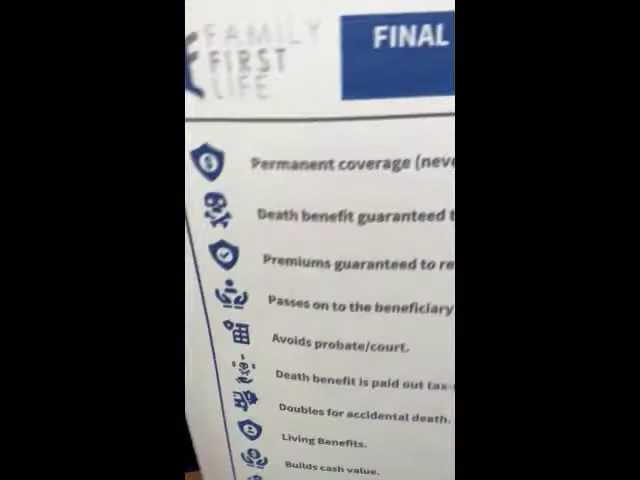 FAMILY
FIRST
LIFE
FINAL
Permanent coverage (neve
Death benefit guaranteed t
Premiums guaranteed to re
Passes on to the beneficiary
Avoids probate/court.
Death benefit is paid out tax-
Doubles for accidental death.
Living Benefits.
Builds cash value.